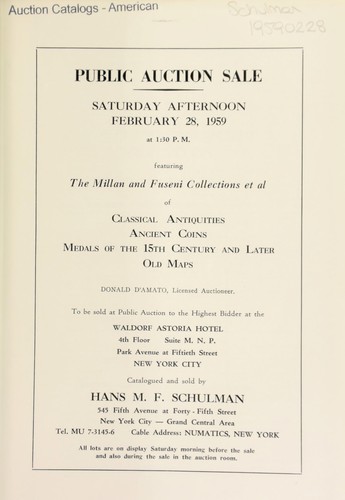 Auction Catalogs - American
Schulman
19590228
PUBLIC AUCTION SALE
SATURDAY AFTERNOON
FEBRUARY 28, 1959
at 1:30 P. M.
featuring
The Millan and Fuseni Collections et al
of
CLASSICAL ANTIQUITIES
ANCIENT COINS
MEDALS OF THE 15TH CENTURY AND LATER
OLD MAPS
DONALD D'AMATO, Licensed Auctioneer.
To be sold at Public Auction to the Highest Bidder at the
WALDORF ASTORIA HOTEL
4th Floor Suite M. N. P.
Park Avenue at Fiftieth Street
NEW YORK CITY
Catalogued and sold by
HANS M. F. SCHULMAN
545 Fifth Avenue at Forty - Fifth Street
New York City — Grand Central Area
Tel. MU 7-3145-6 Cable Address: NUMATICS, NEW YORK
All lots are on display Saturday morning before the sale
and also during the sale in the auction room.